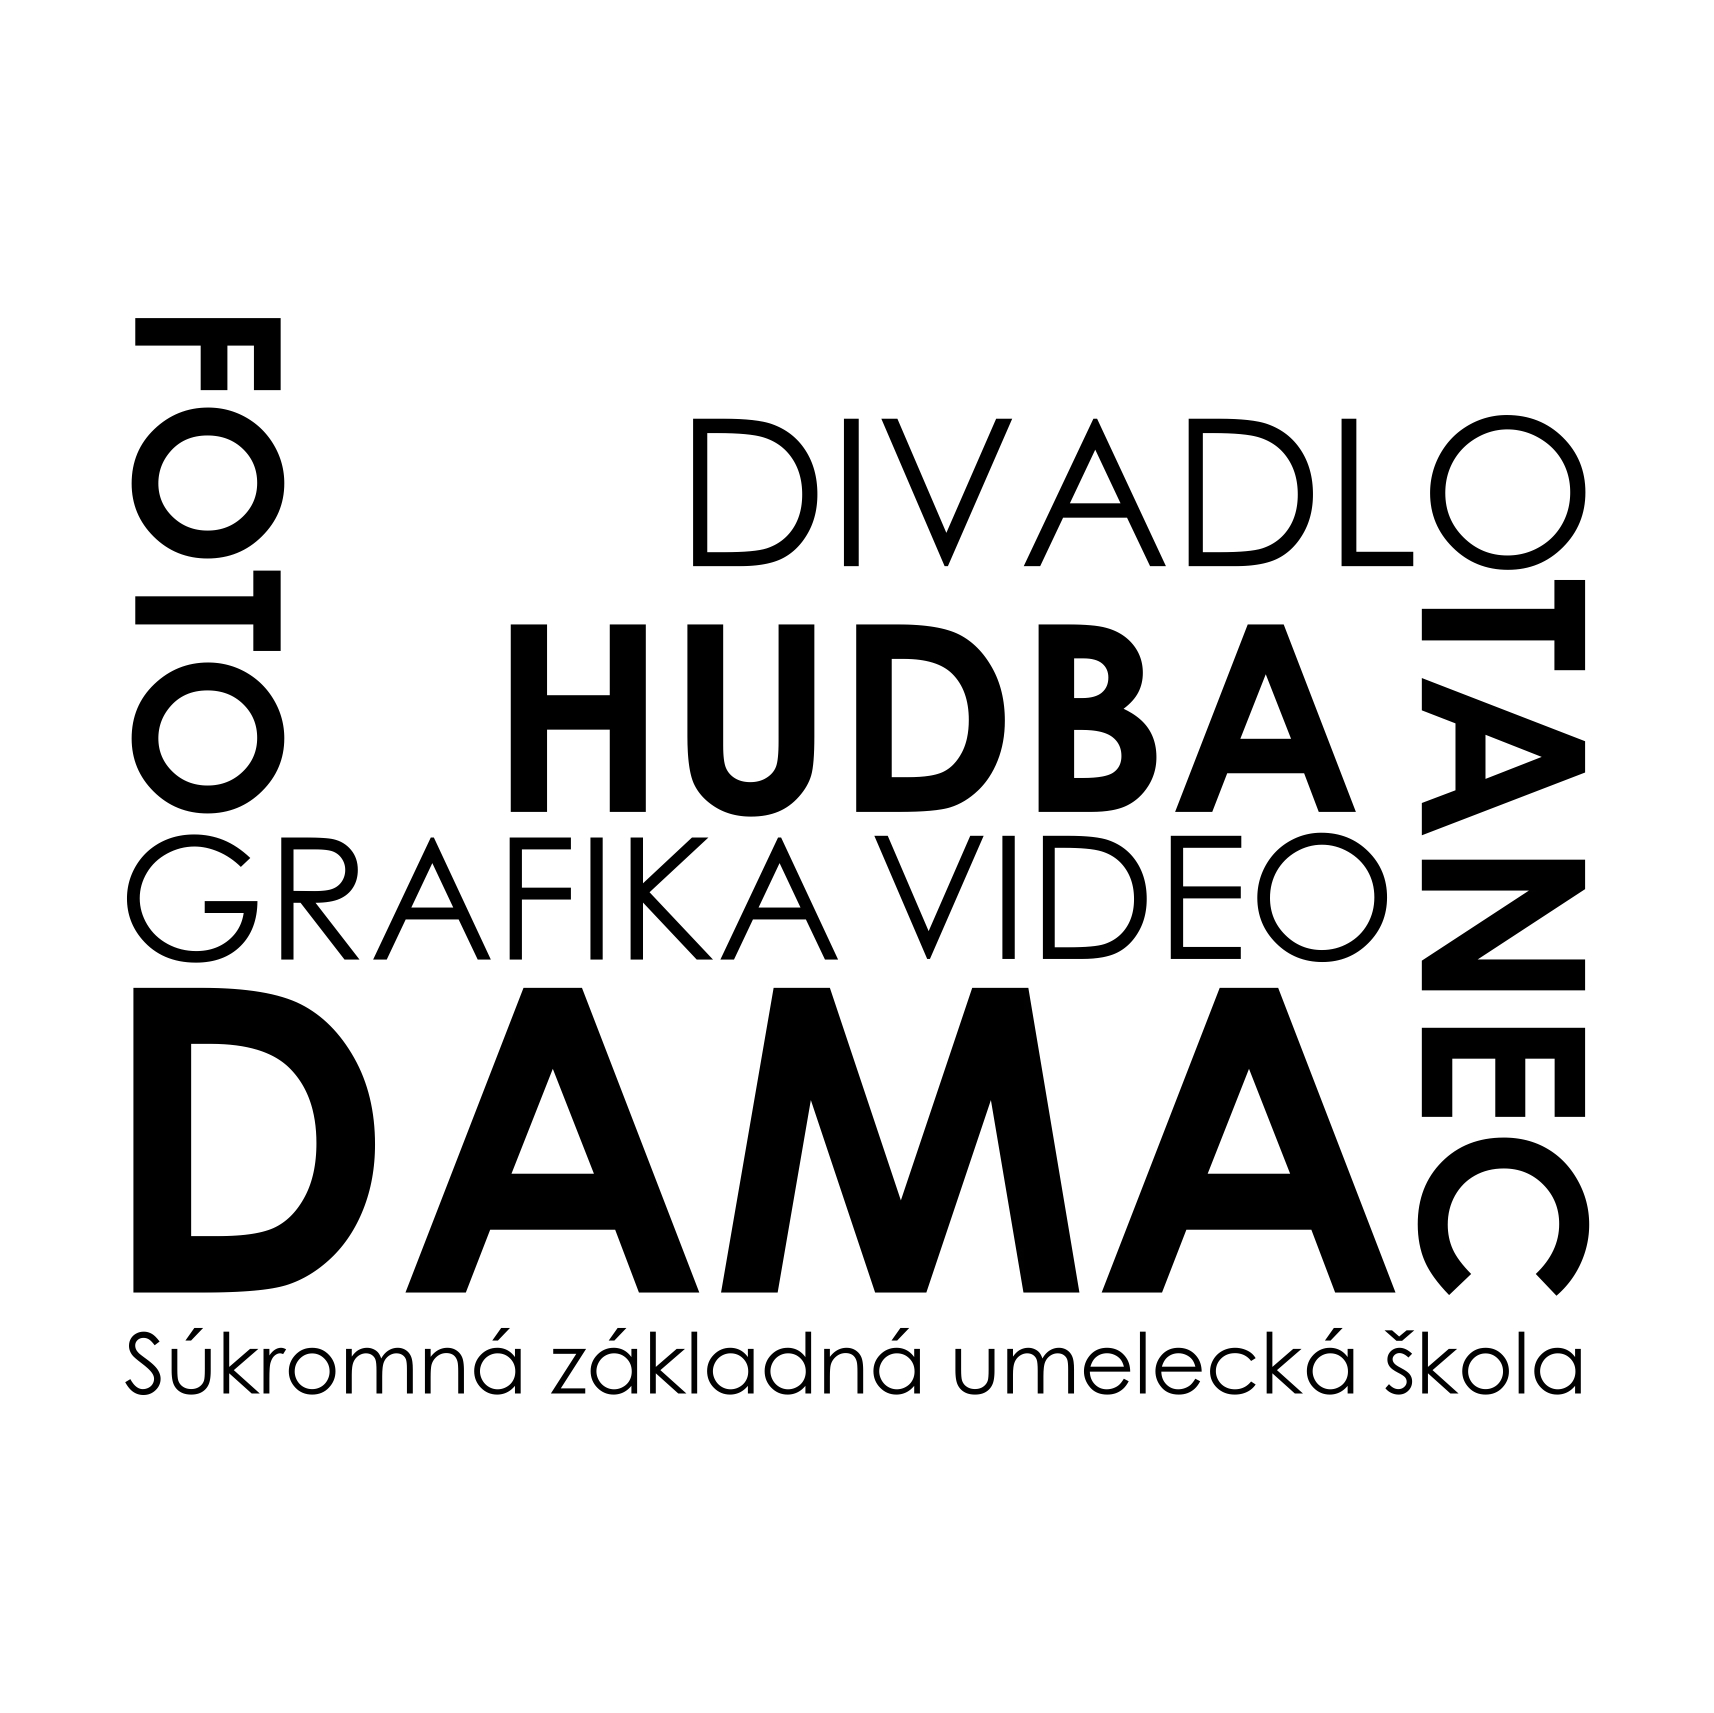 FOTO
DIVADLO
HUDBA
TANEC
GRAFIKA VIDEO
DAMA
Súkromná základná umelecká škola